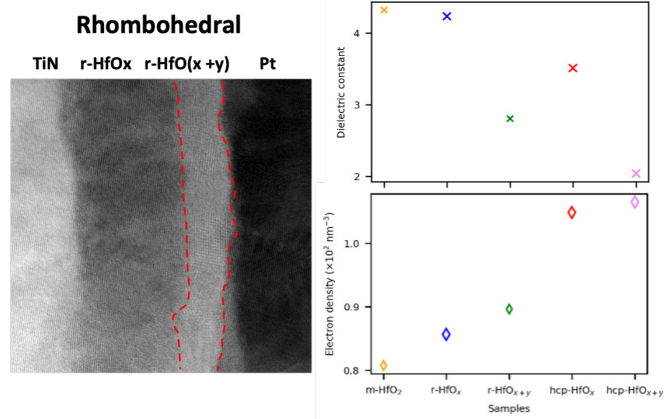 Rhombohedral
TiN r-HfOx r-HfO(x +y) Pt
Dielectric constant
4
3
2
Electron density (×10² nm⁻³)
1.0
0.9
0.8
m-HfO₂ r-HfOₓ r-HfOₓ₊ᵧ hcp-HfOₓ hcp-HfOₓ₊ᵧ
Samples